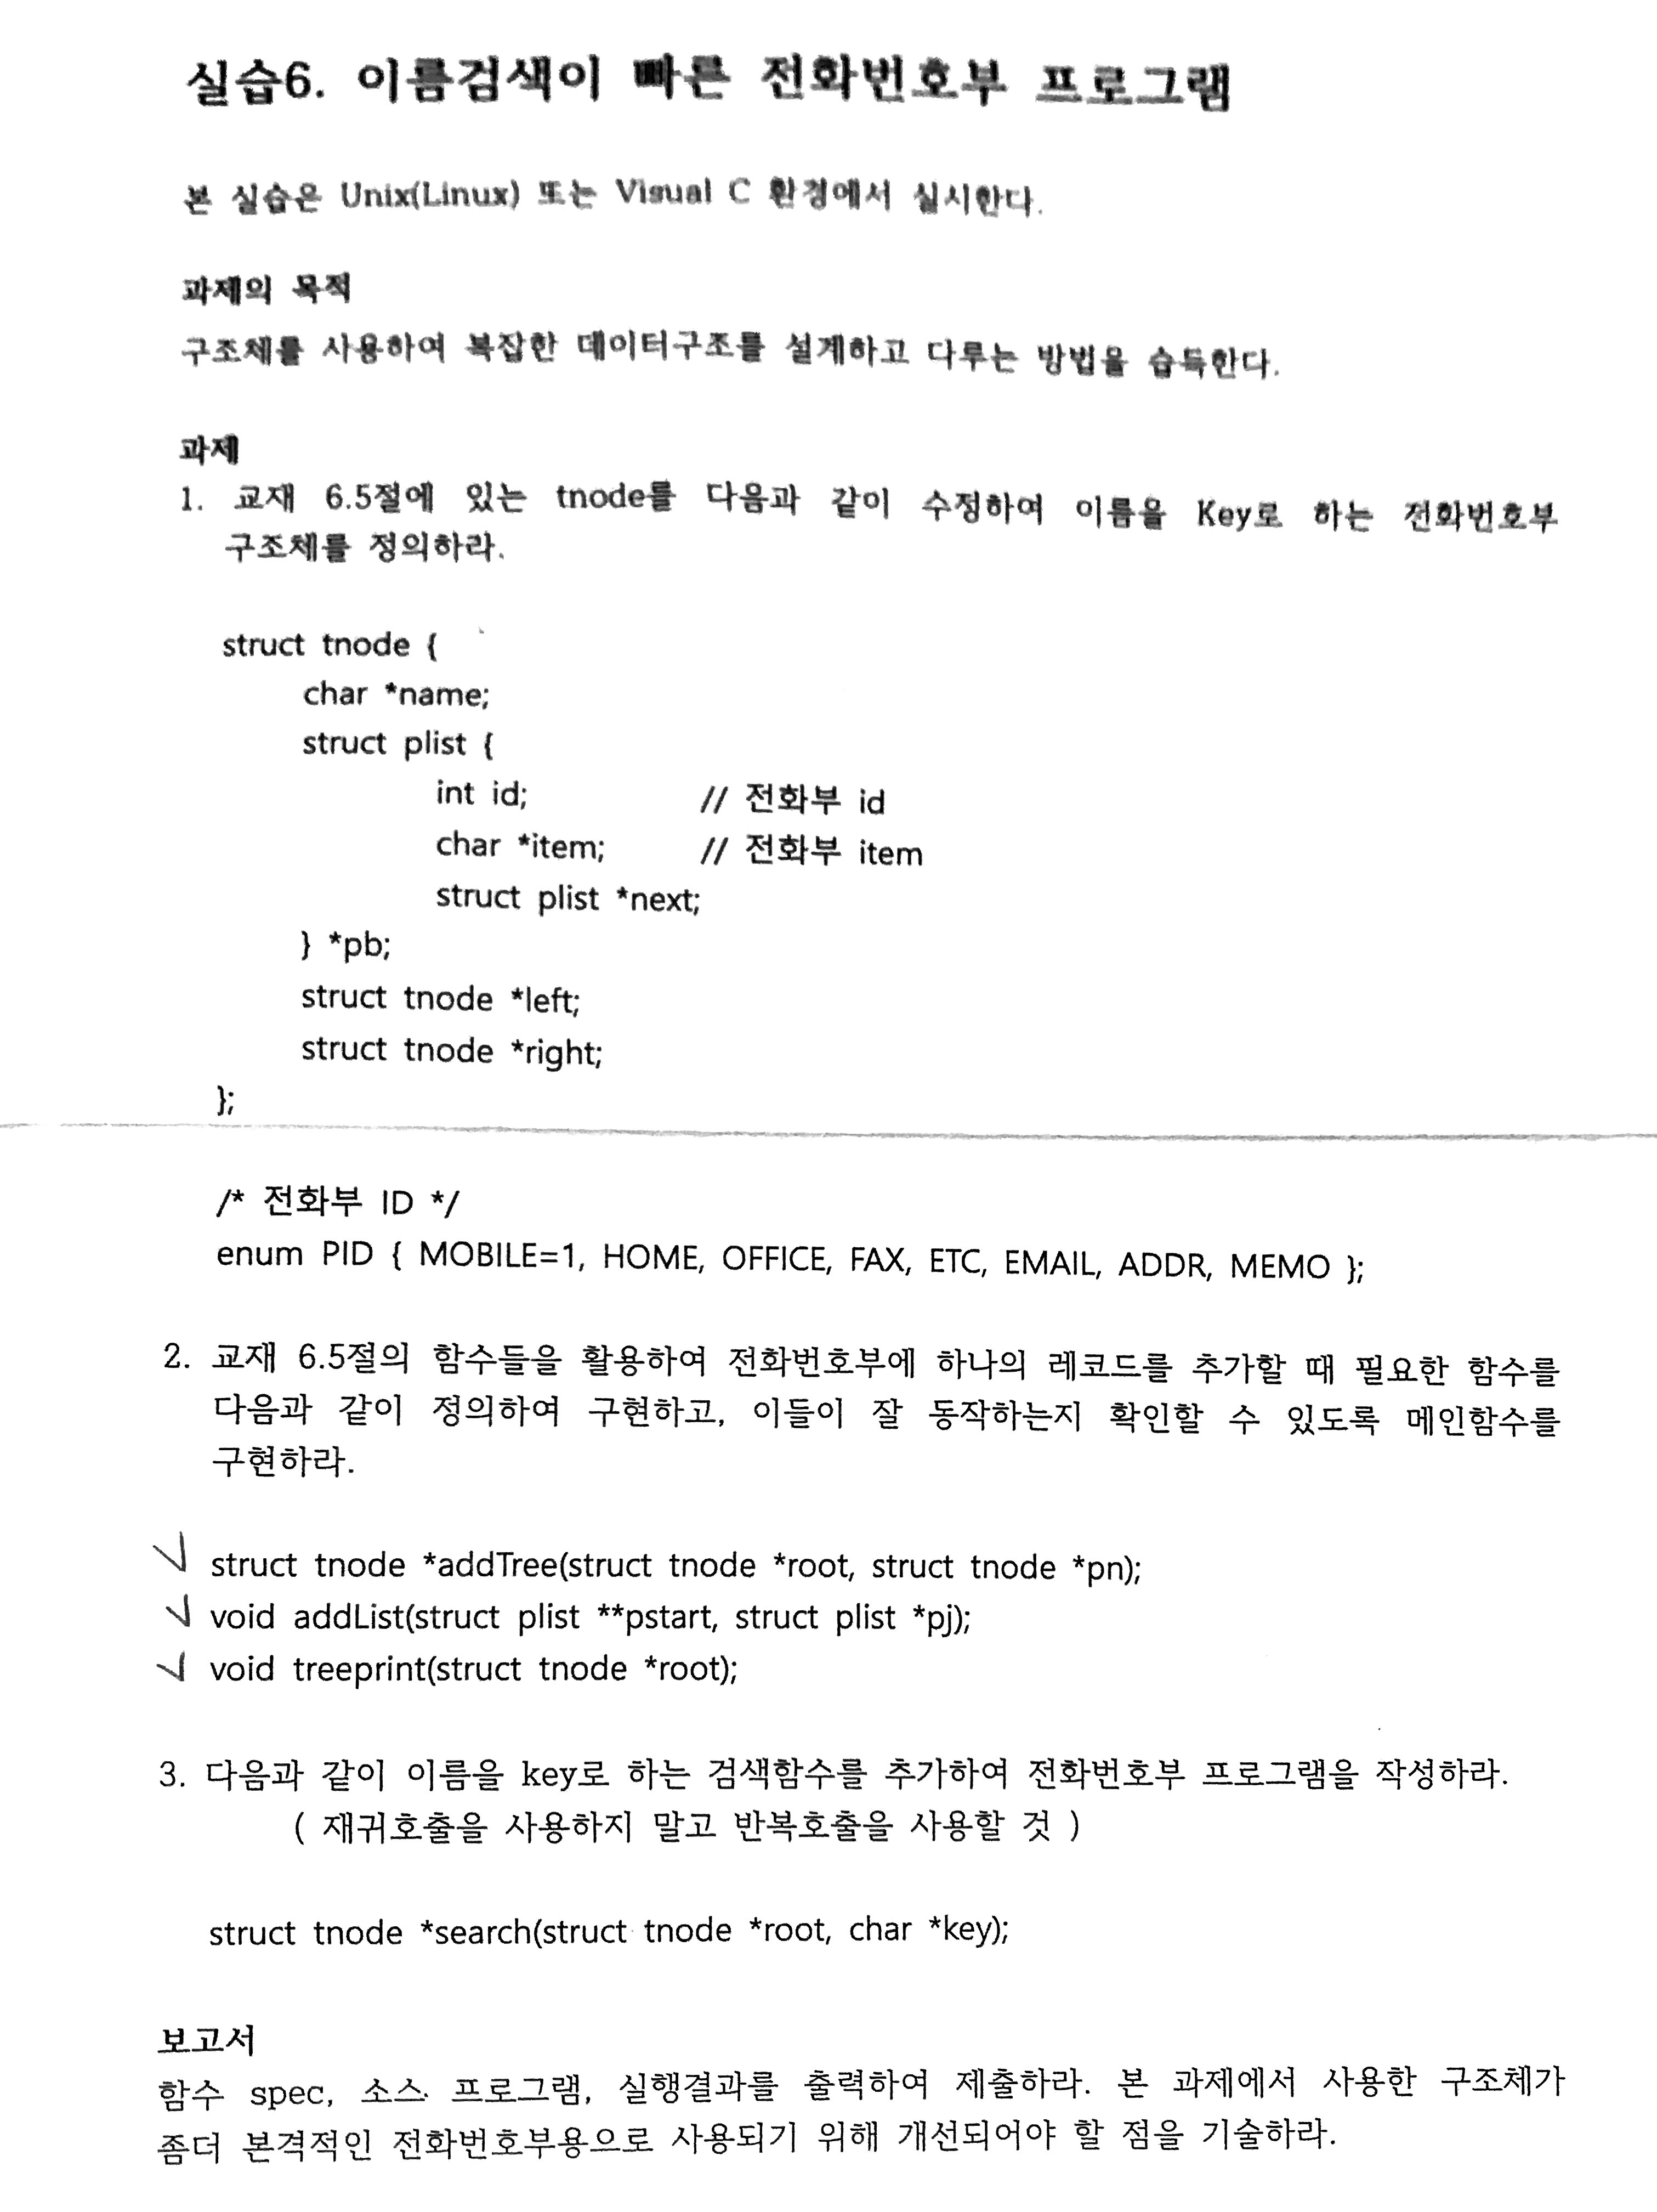 실습6. 이름검색이 빠른 전화번호부 프로그램
본 실습은 Unix(Linux) 또는 Visual C 환경에서 실시한다.
과제의 목적
구조체를 사용하여 복잡한 데이터구조를 설계하고 다루는 방법을 습득한다.
과제
1. 교재 6.5절에 있는 tnode를 다음과 같이 수정하여 이름을 Key로 하는 전화번호부
구조체를 정의하라.
struct tnode {
char *name;
struct plist {
int id; // 전화부 id
char *item; // 전화부 item
struct plist *next;
} *pb;
struct tnode *left;
struct tnode *right;
};
/* 전화부 ID */
enum PID { MOBILE=1, HOME, OFFICE, FAX, ETC, EMAIL, ADDR, MEMO };
2. 교재 6.5절의 함수들을 활용하여 전화번호부에 하나의 레코드를 추가할 때 필요한 함수를
다음과 같이 정의하여 구현하고, 이들이 잘 동작하는지 확인할 수 있도록 메인함수를
구현하라.
struct tnode *addTree(struct tnode *root, struct tnode *pn);
void addList(struct plist **pstart, struct plist *pj);
void treeprint(struct tnode *root);
3. 다음과 같이 이름을 key로 하는 검색함수를 추가하여 전화번호부 프로그램을 작성하라.
( 재귀호출을 사용하지 말고 반복호출을 사용할 것 )
struct tnode *search(struct tnode *root, char *key);
보고서
함수 spec, 소스 프로그램, 실행결과를 출력하여 제출하라. 본 과제에서 사용한 구조체가
좀더 본격적인 전화번호부용으로 사용되기 위해 개선되어야 할 점을 기술하라.